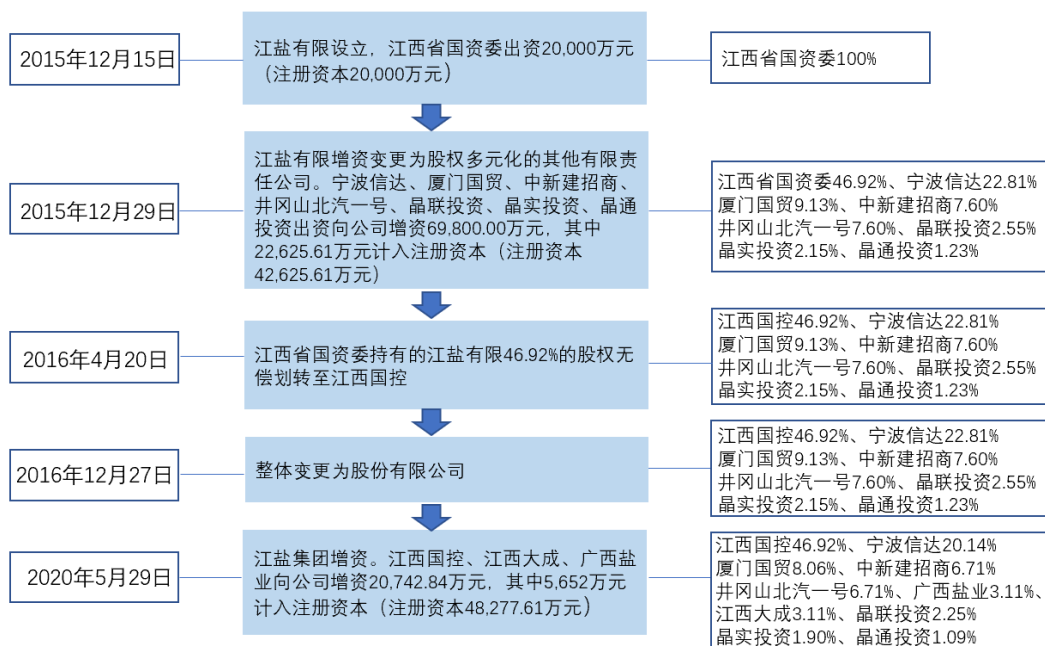 2015年12月15日
江盐有限设立，江西省国资委出资20,000万元
（注册资本20,000万元）
江西省国资委100%
2015年12月29日
江盐有限增资变更为股权多元化的其他有限责
任公司。宁波信达、厦门国贸、中新建招商、
井冈山北汽一号、晶联投资、晶实投资、晶通
投资出资向公司增资69,800.00万元，其中
22,625.61万元计入注册资本（注册资本
42,625.61万元）
江西省国资委46.92%、宁波信达22.81%
厦门国贸9.13%、中新建招商7.60%
井冈山北汽一号7.60%、晶联投资2.55%
晶实投资2.15%、晶通投资1.23%
2016年4月20日
江西省国资委持有的江盐有限46.92%的股权无
偿划转至江西国控
江西国控46.92%、宁波信达22.81%
厦门国贸9.13%、中新建招商7.60%
井冈山北汽一号7.60%、晶联投资2.55%
晶实投资2.15%、晶通投资1.23%
2016年12月27日
整体变更为股份有限公司
江西国控46.92%、宁波信达22.81%
厦门国贸9.13%、中新建招商7.60%
井冈山北汽一号7.60%、晶联投资2.55%
晶实投资2.15%、晶通投资1.23%
2020年5月29日
江盐集团增资。江西国控、江西大成、广西盐
业向公司增资20,742.84万元，其中5,652万元
计入注册资本（注册资本48,277.61万元）
江西国控46.92%、宁波信达20.14%
厦门国贸8.06%、中新建招商6.71%
井冈山北汽一号6.71%、广西盐业3.11%、
江西大成3.11%、晶联投资2.25%
晶实投资1.90%、晶通投资1.09%